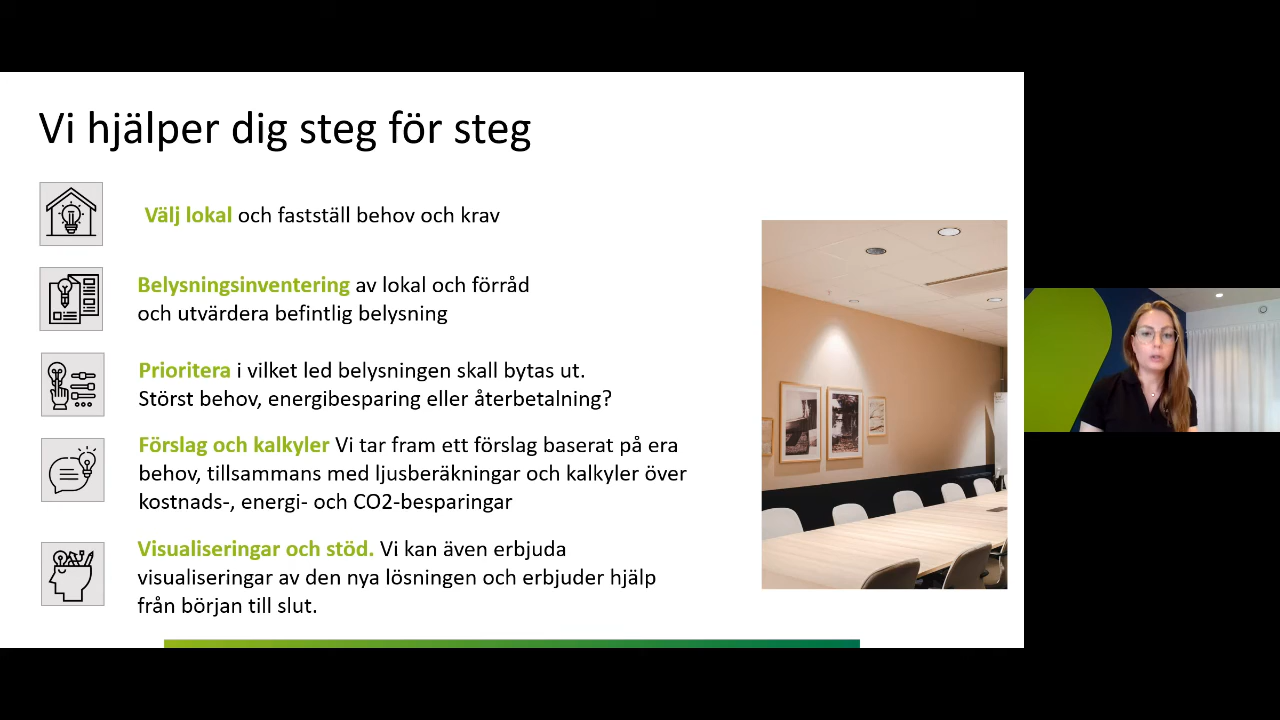 Vi hjälper dig steg för steg
Välj lokal och fastställ behov och krav
Belysningsinventering av lokal och förråd
och utvärdera befintlig belysning
Prioritera i vilket led belysningen skall bytas ut.
Störst behov, energibesparing eller återbetalning?
Förslag och kalkyler Vi tar fram ett förslag baserat på era
behov, tillsammans med ljusberäkningar och kalkyler över
kostnads-, energi- och CO2-besparingar
Visualiseringar och stöd. Vi kan även erbjuda
visualiseringar av den nya lösningen och erbjuder hjälp
från början till slut.